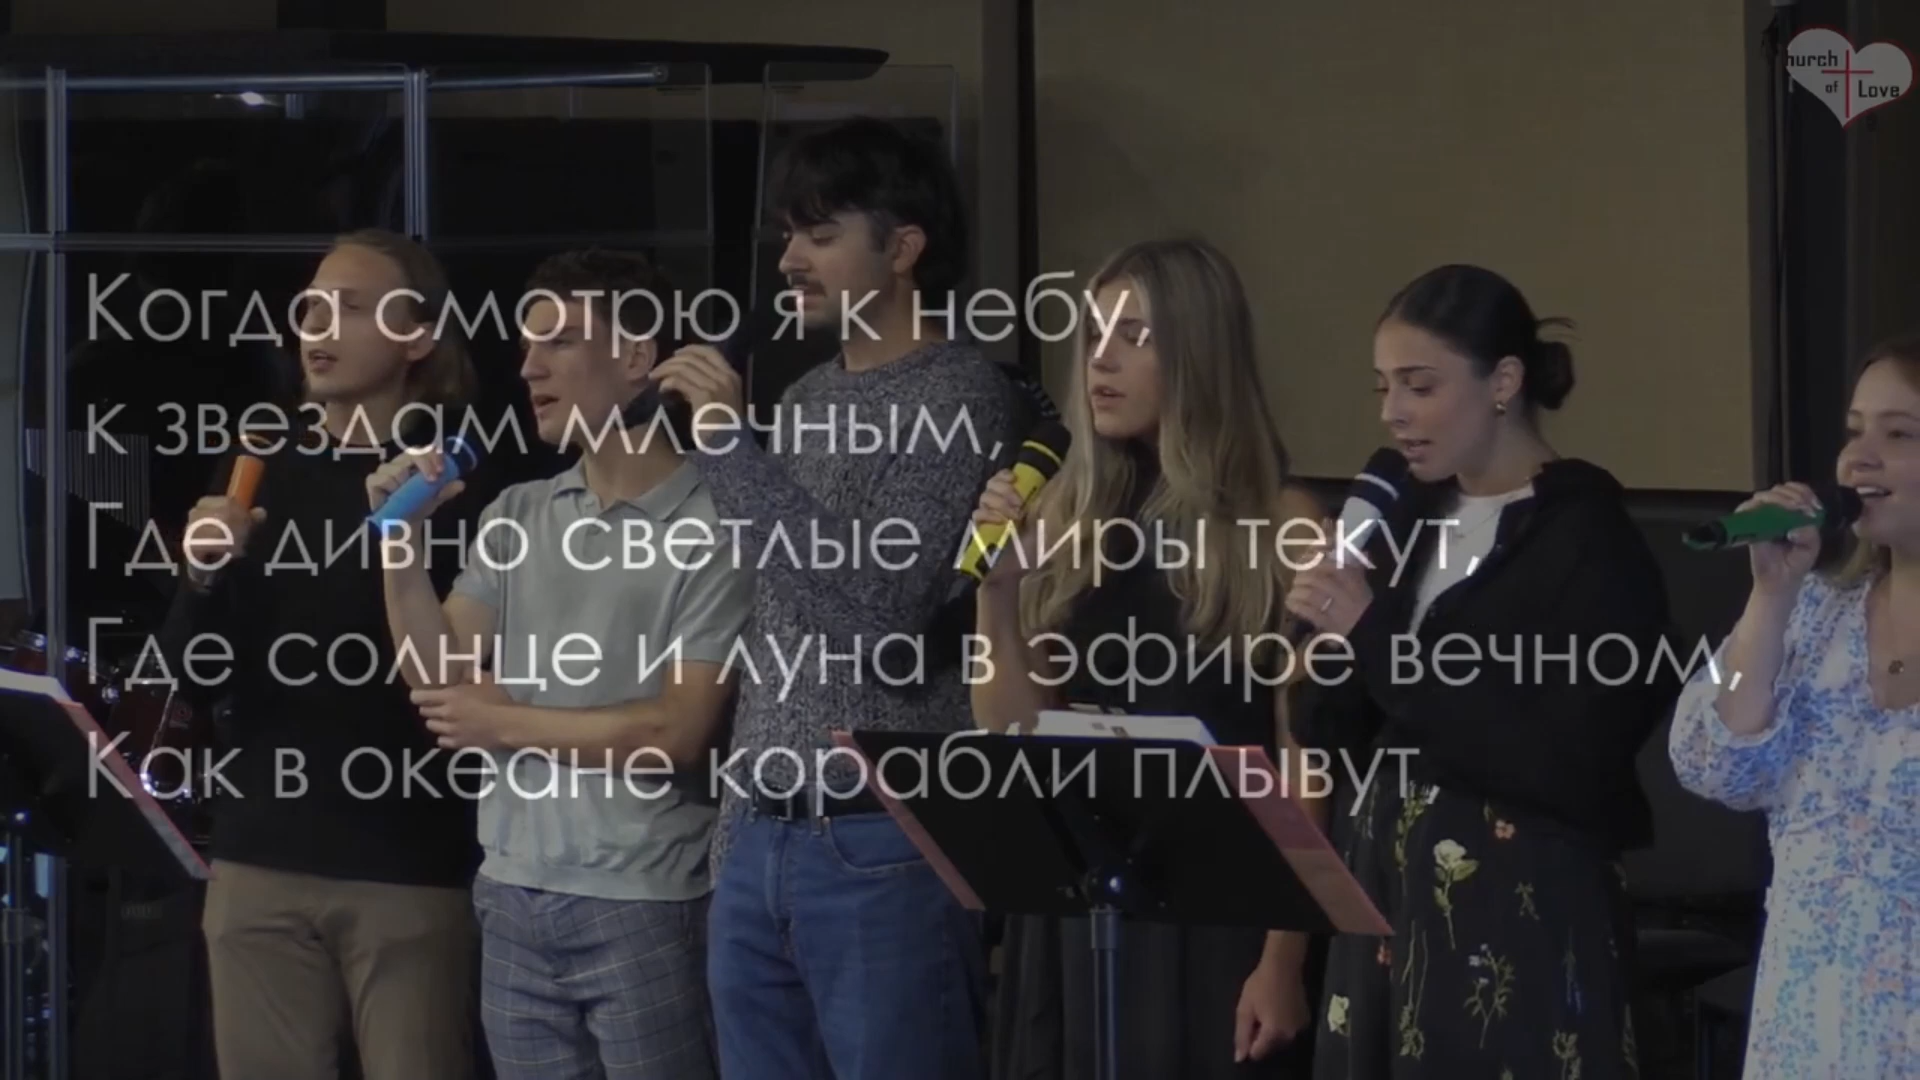 hurch
of Love
Когда смотрю я к небу,
к звездам млечным,
Где дивно светлые миры текут,
Где солнце и луна в эфире вечном,
Как в океане корабли плывут